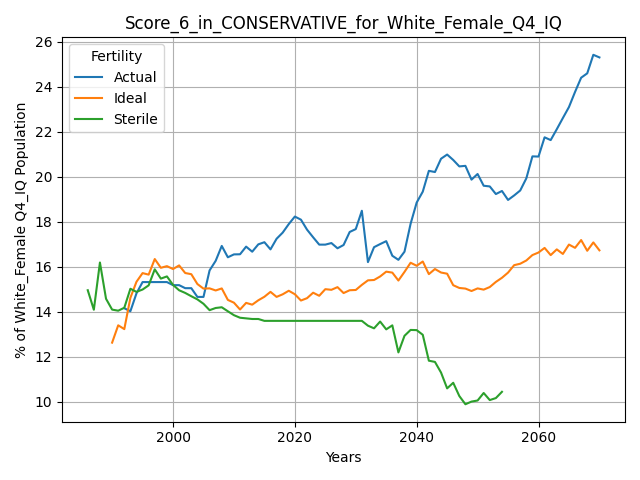 Score_6_in_CONSERVATIVE_for_White_Female_Q4_IQ
Fertility
Actual
Ideal
Sterile
% of White_Female Q4_IQ Population
26
24
22
20
18
16
14
12
10
2000
2020
2040
2060
Years